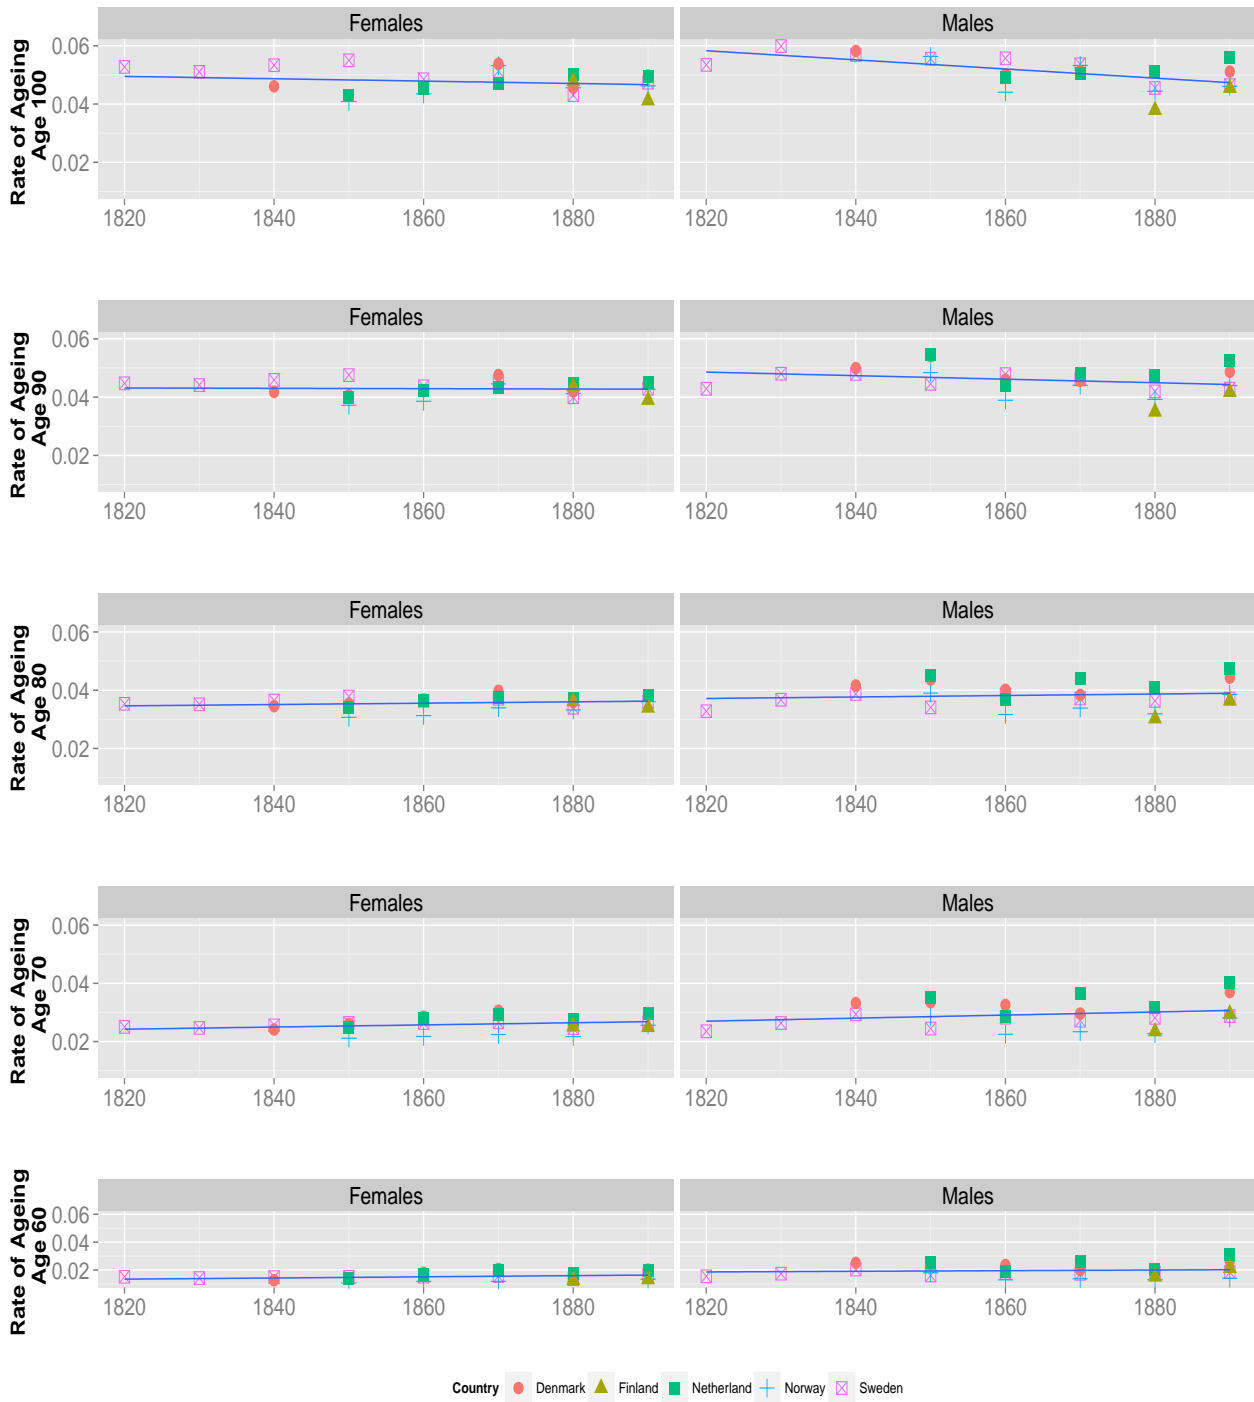 Females Males
Rate of Ageing
Age 100
0.06
0.04
0.02
1820 1840 1860 1880 1820 1840 1860 1880
Females Males
Rate of Ageing
Age 90
0.06
0.04
0.02
1820 1840 1860 1880 1820 1840 1860 1880
Females Males
Rate of Ageing
Age 80
0.06
0.04
0.02
1820 1840 1860 1880 1820 1840 1860 1880
Females Males
Rate of Ageing
Age 70
0.06
0.04
0.02
1820 1840 1860 1880 1820 1840 1860 1880
Females Males
Rate of Ageing
Age 60
0.06
0.04
0.02
1820 1840 1860 1880 1820 1840 1860 1880
Country Denmark Finland Netherland Norway Sweden